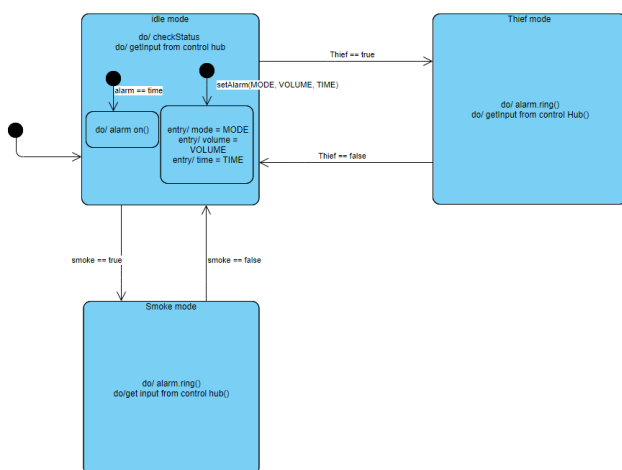 idle mode
do/ checkStatus
do/ getInput from control hub
alarm == time
do/ alarm on()
setAlarm(MODE, VOLUME, TIME)
entry/ mode = MODE
entry/ volume =
VOLUME
entry/ time = TIME
Thief == true
Thief == false
Thief mode
do/ alarm.ring()
do/ getInput from control Hub()
smoke == true
smoke == false
Smoke mode
do/ alarm.ring()
do/get input from control hub()